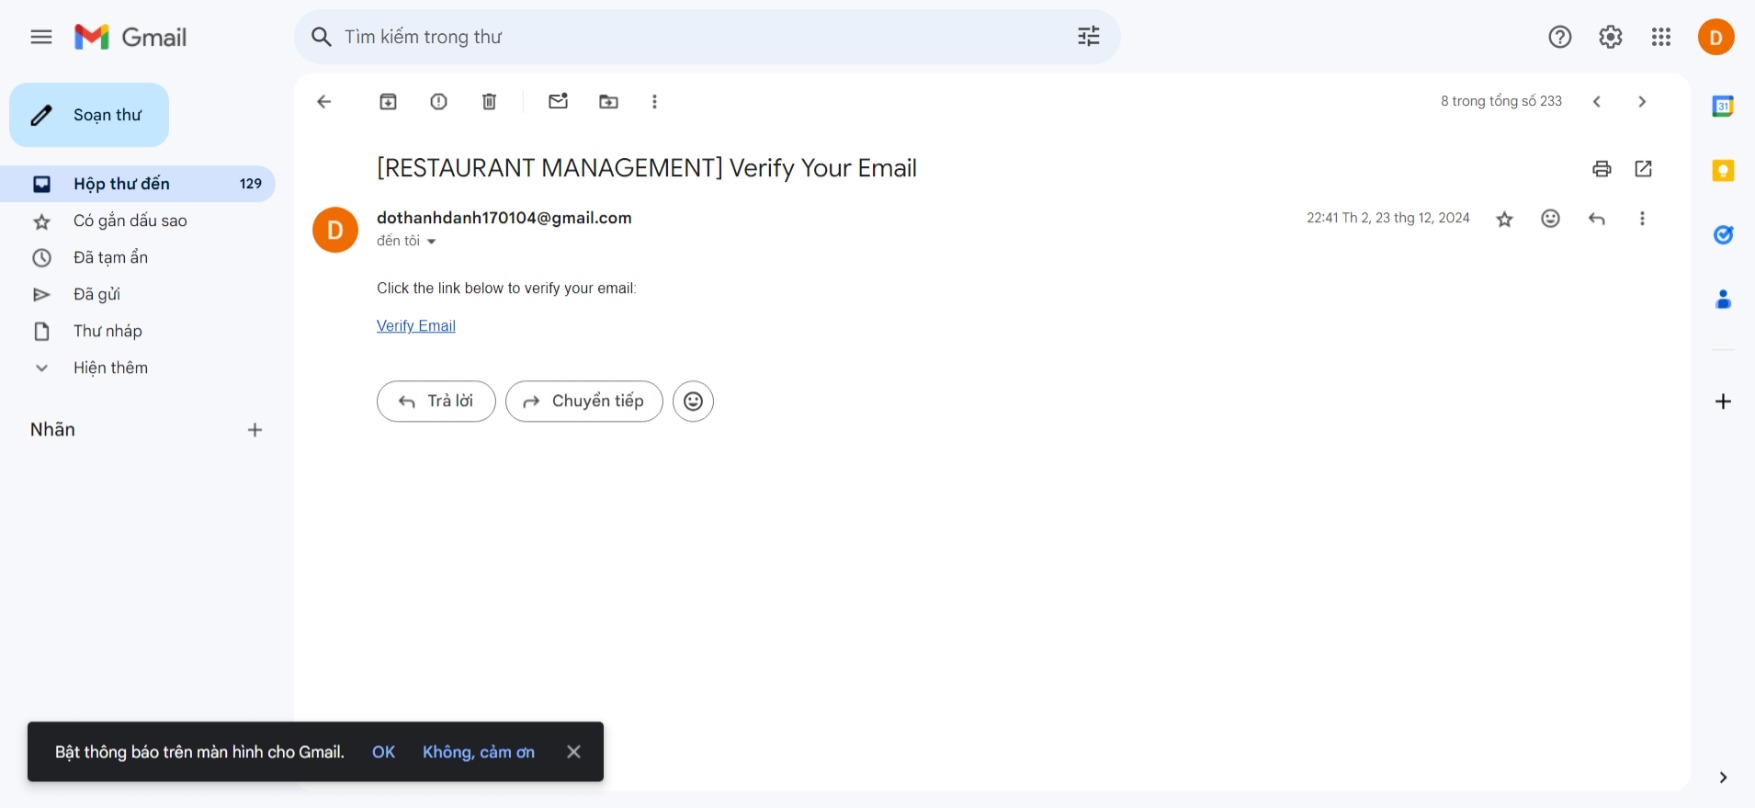 Gmail
Tìm kiếm trong thư
D
Soạn thư
8 trong tổng số 233
31
Hộp thư đến 129
Có gắn dấu sao
Đã tạm ẩn
Đã gửi
Thư nháp
Hiện thêm
Nhãn
[RESTAURANT MANAGEMENT] Verify Your Email
D
dothanhdanh170104@gmail.com
22:41 Th 2, 23 thg 12, 2024
đến tôi
Click the link below to verify your email:
Verify Email
Trả lời
Chuyển tiếp
Bật thông báo trên màn hình cho Gmail. OK Không, cảm ơn